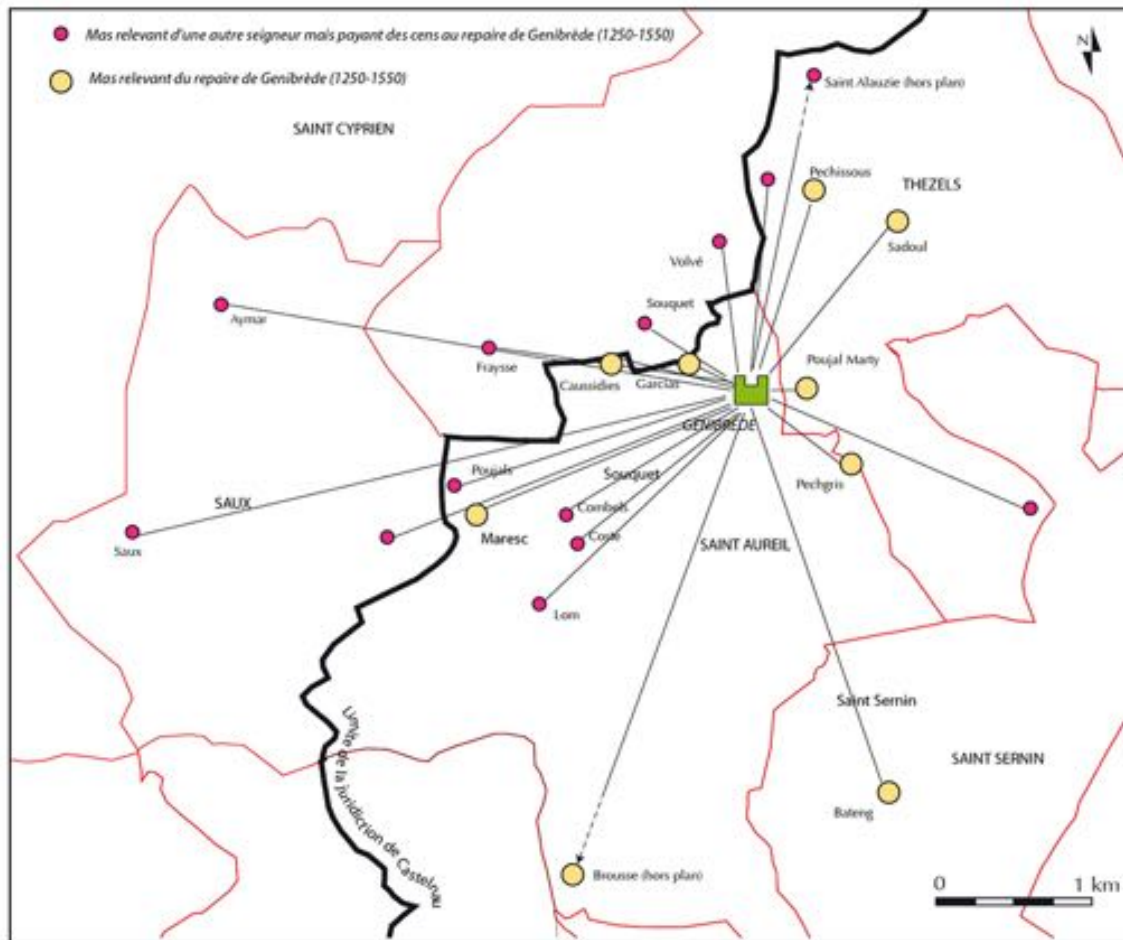 Mas relevant d'une autre seigneur mais payant des cens au repaire de Genibrède (1250-1550)
Mas relevant du repaire de Genibrède (1250-1550)
N
SAINT CYPRIEN
Saint Alauzie (hors plan)
Pechissous
THEZELS
Sadoul
Volvé
Souquet
Aymar
Fraysse
Caussidies
Garcias
Poujal Marty
GENIBREDE
Pechgris
Poujals
Souquet
SAUX
Combels
Saux
Maresc
Coste
SAINT AUREIL
Lom
Limite de la juridiction de Castelnau
Saint Sernin
SAINT SERNIN
Bateng
Brousse (hors plan)
0 1 km